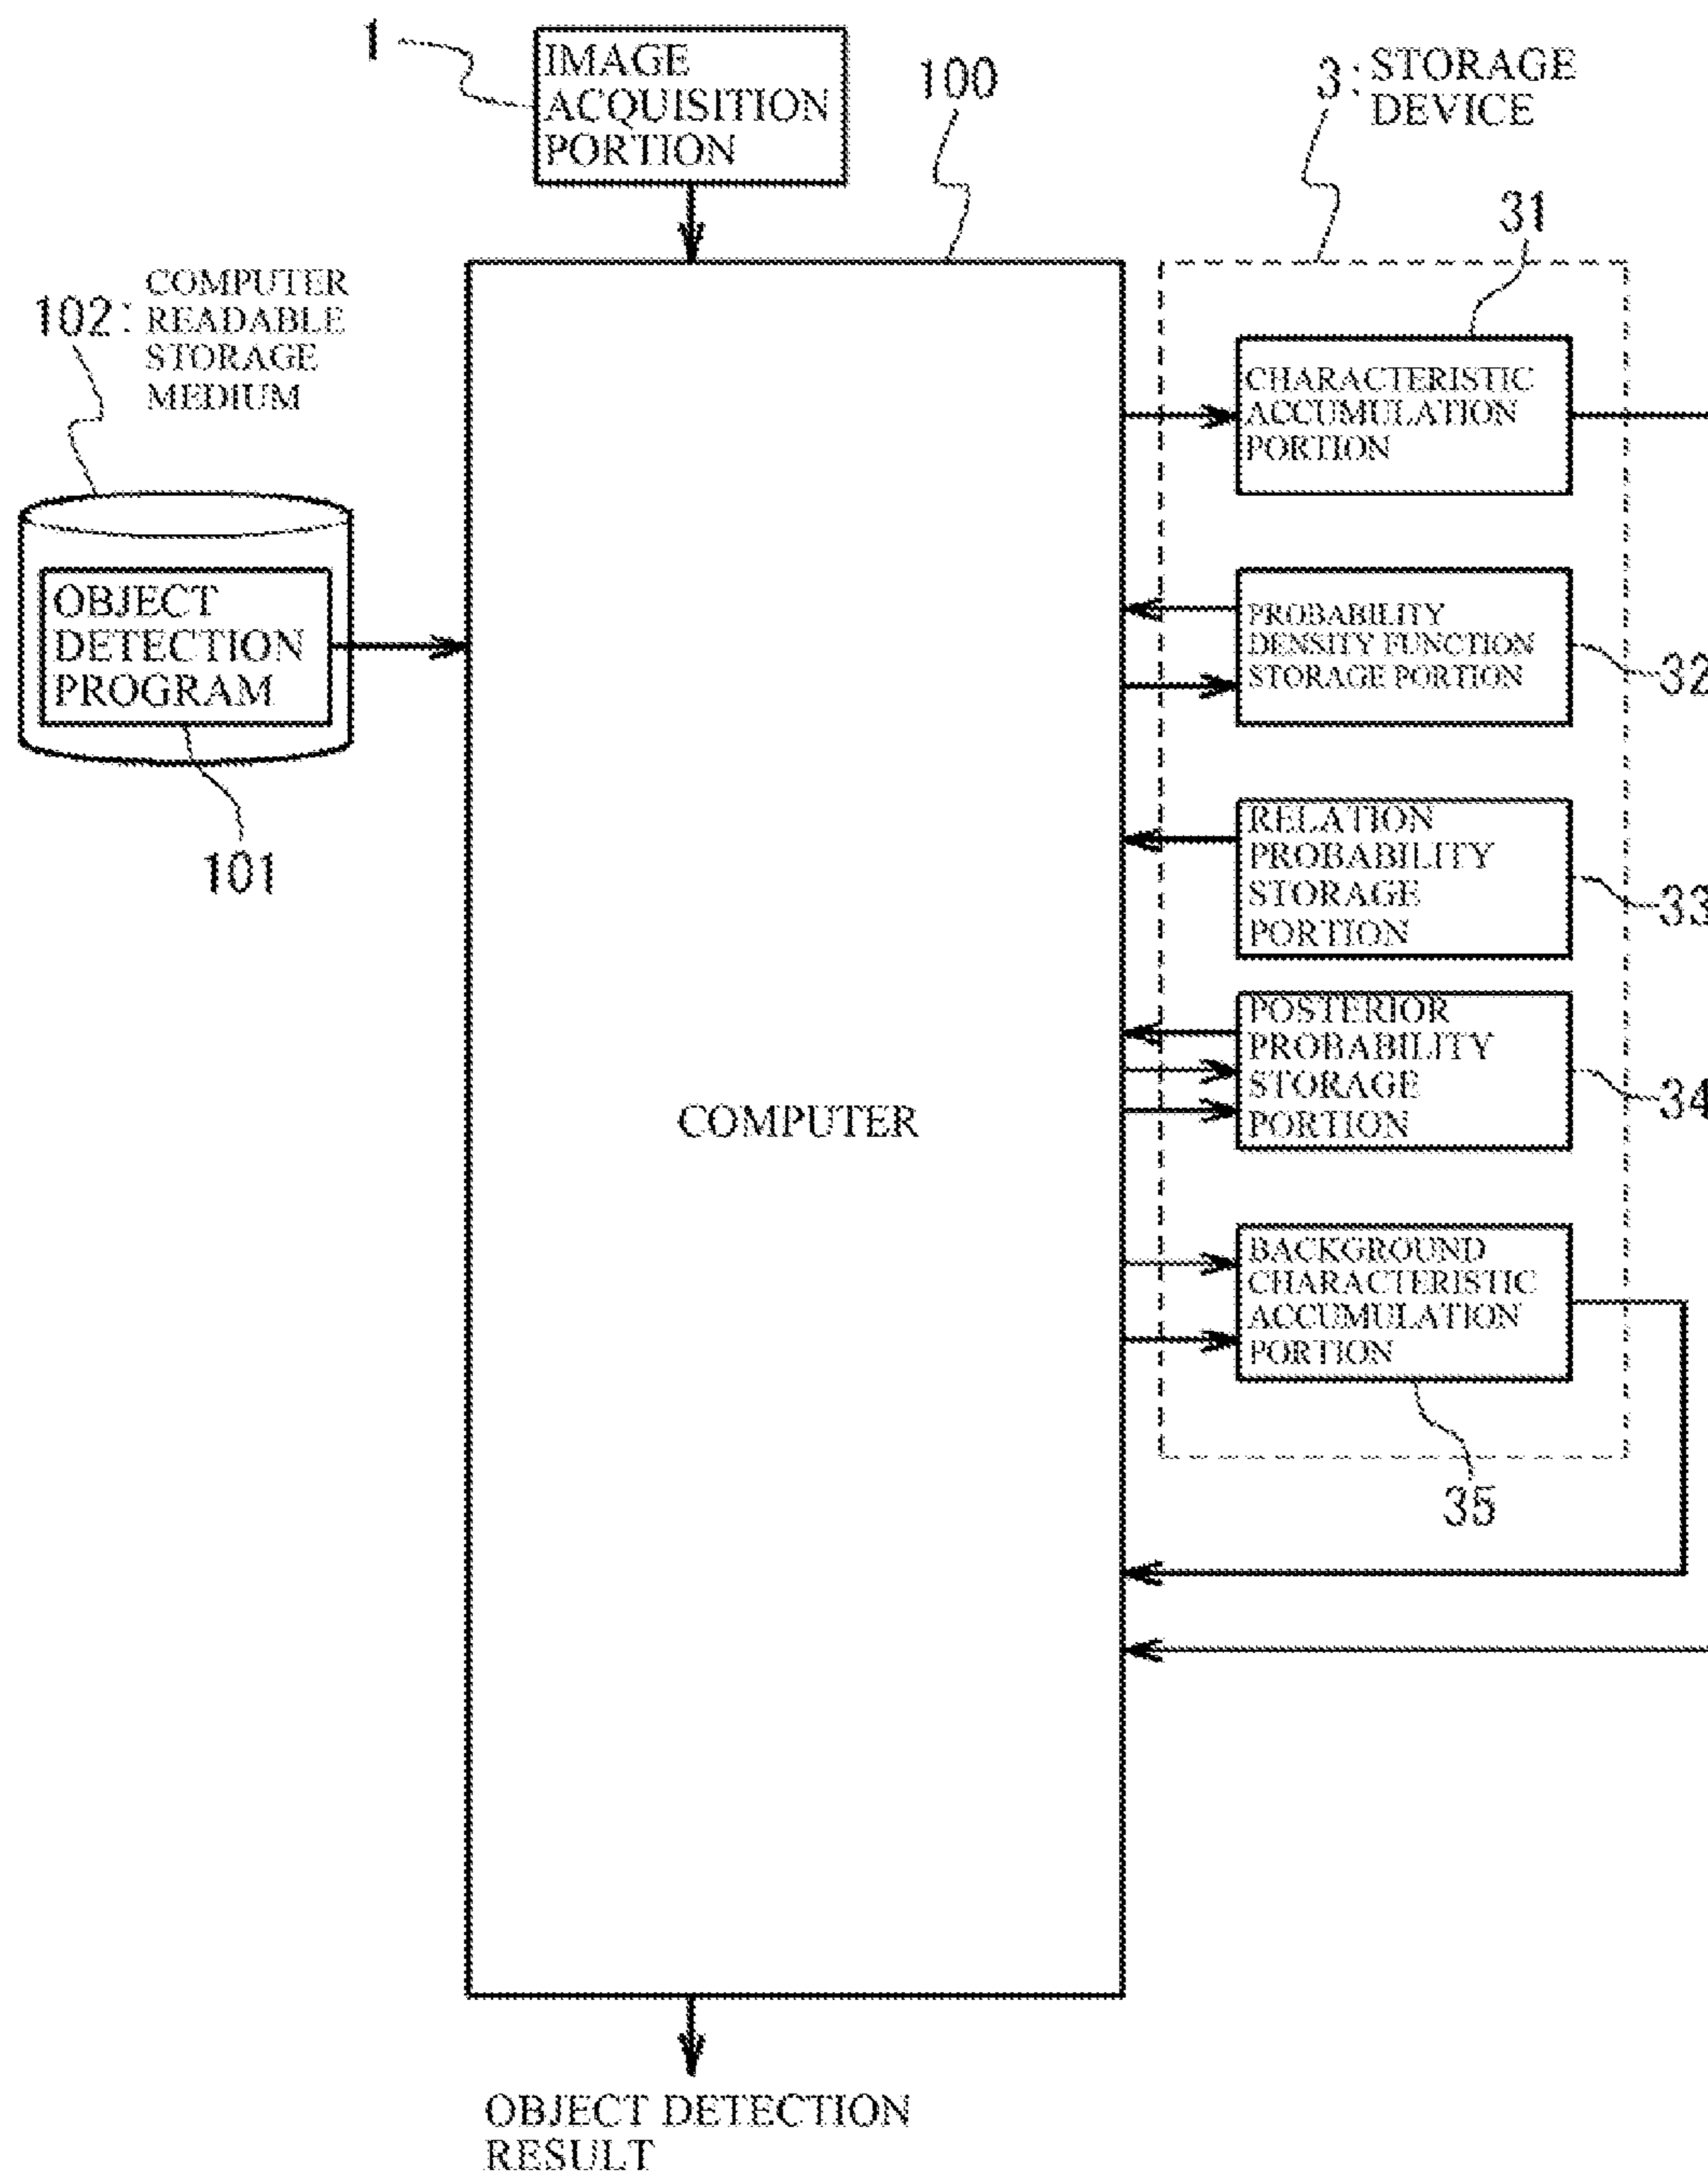 1
IMAGE
ACQUISITION
PORTION
100
3: STORAGE
DEVICE
31
102: COMPUTER
READABLE
STORAGE
MEDIUM
CHARACTERISTIC
ACCUMULATION
PORTION
OBJECT
DETECTION
PROGRAM
101
PROBABILITY
DENSITY FUNCTION
STORAGE PORTION
32
RELATION
PROBABILITY
STORAGE
PORTION
33
COMPUTER
POSTERIOR
PROBABILITY
STORAGE
PORTION
34
BACKGROUND
CHARACTERISTIC
ACCUMULATION
PORTION
35
OBJECT DETECTION
RESULT